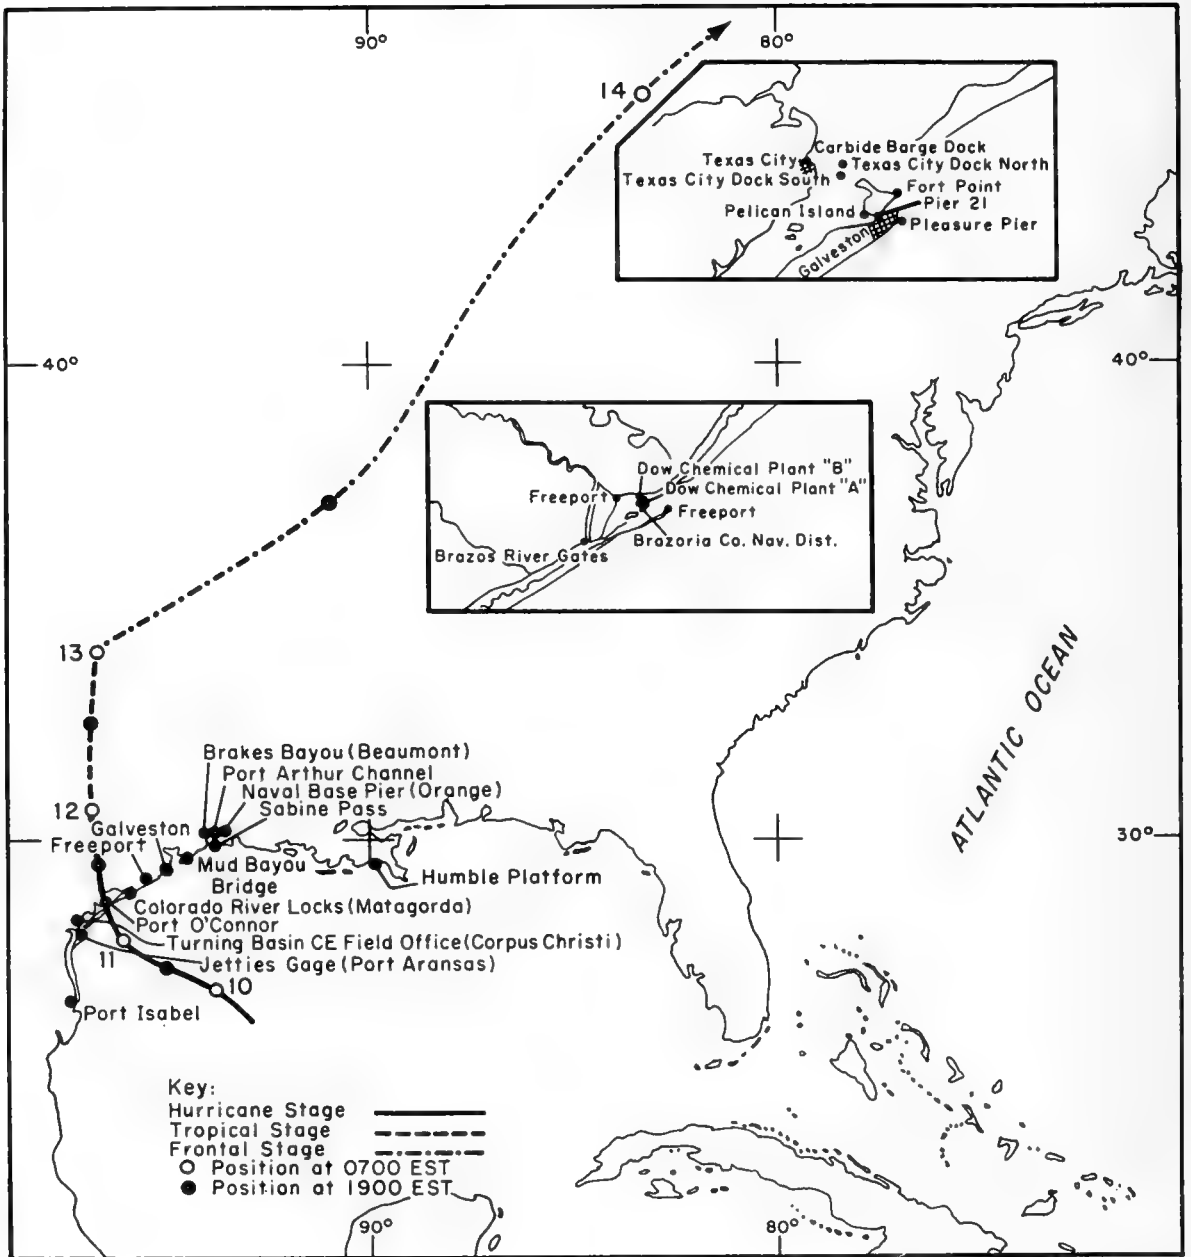 90°
80°
14
Carbide Barge Dock
Texas City
Texas City Dock North
Texas City Dock South
Fort Point
Pier 21
Pelican Island
Pleasure Pier
Galveston
40°
40°
Dow Chemical Plant "B"
Dow Chemical Plant "A"
Freeport
Freeport
Brazoria Co. Nav. Dist.
Brazos River Gates
13
ATLANTIC OCEAN
Brakes Bayou (Beaumont)
Port Arthur Channel
Naval Base Pier (Orange)
Sabine Pass
12
Galveston
Freeport
30°
Mud Bayou
Bridge
Humble Platform
Colorado River Locks (Matagorda)
Port O'Connor
Turning Basin CE Field Office (Corpus Christi)
11
Jetties Gage (Port Aransas)
10
Port Isabel
Key:
Hurricane Stage
Tropical Stage
Frontal Stage
Position at 0700 EST
Position at 1900 EST
90°
80°